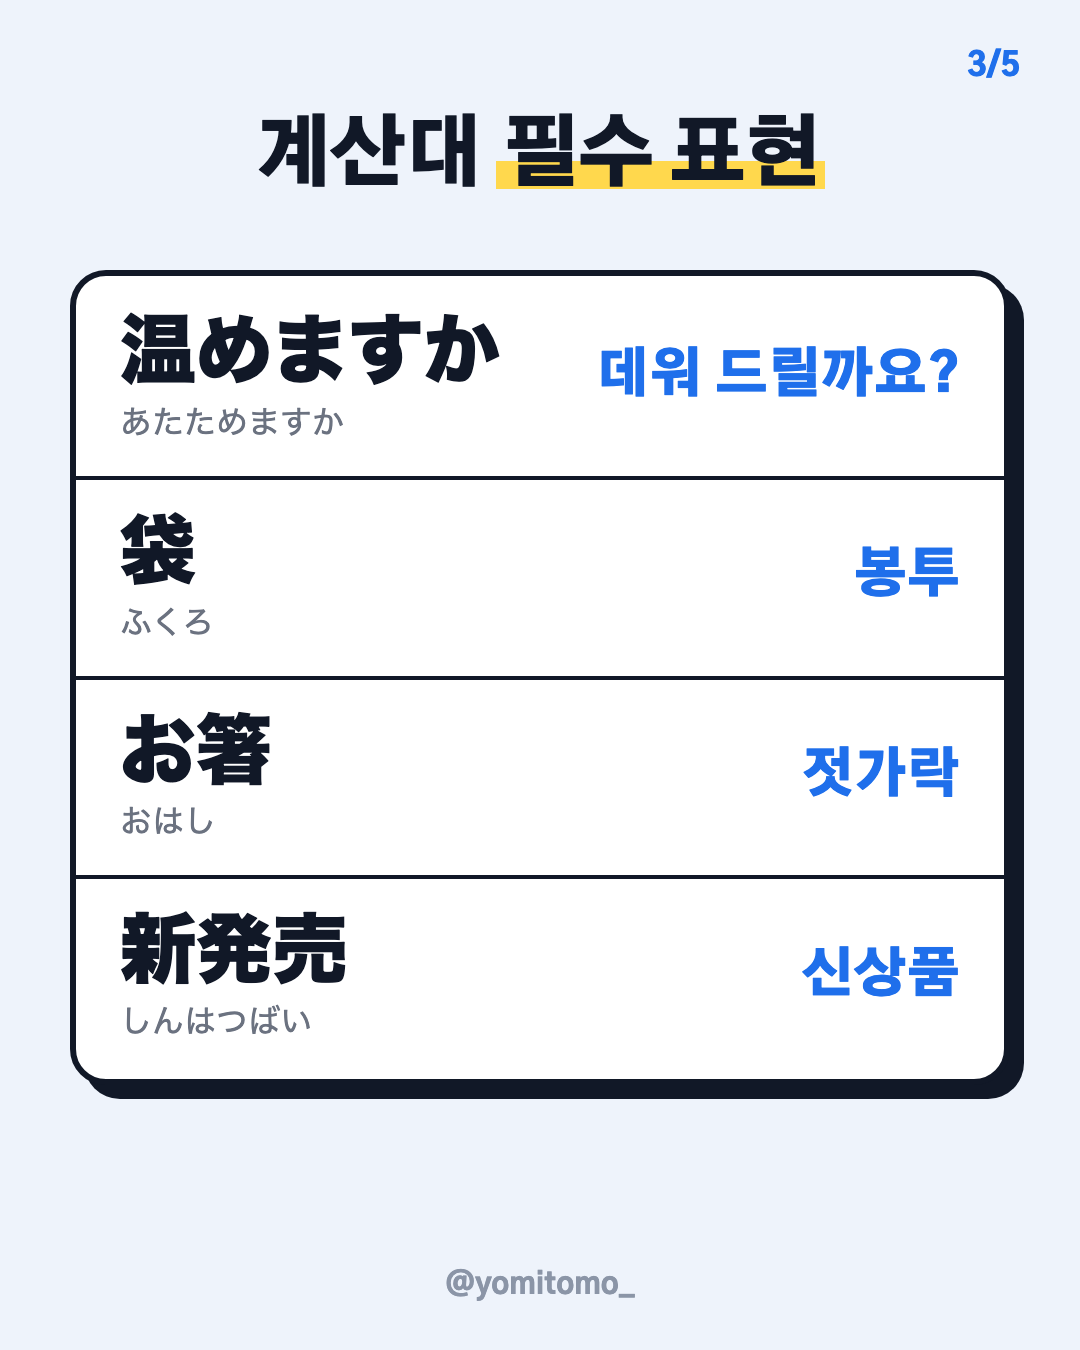 3/5
계산대 필수 표현
温めますか
あたためますか
데워 드릴까요?
袋
ふくろ
봉투
お箸
おはし
젓가락
新発売
しんはつばい
신상품
@yomitomo_